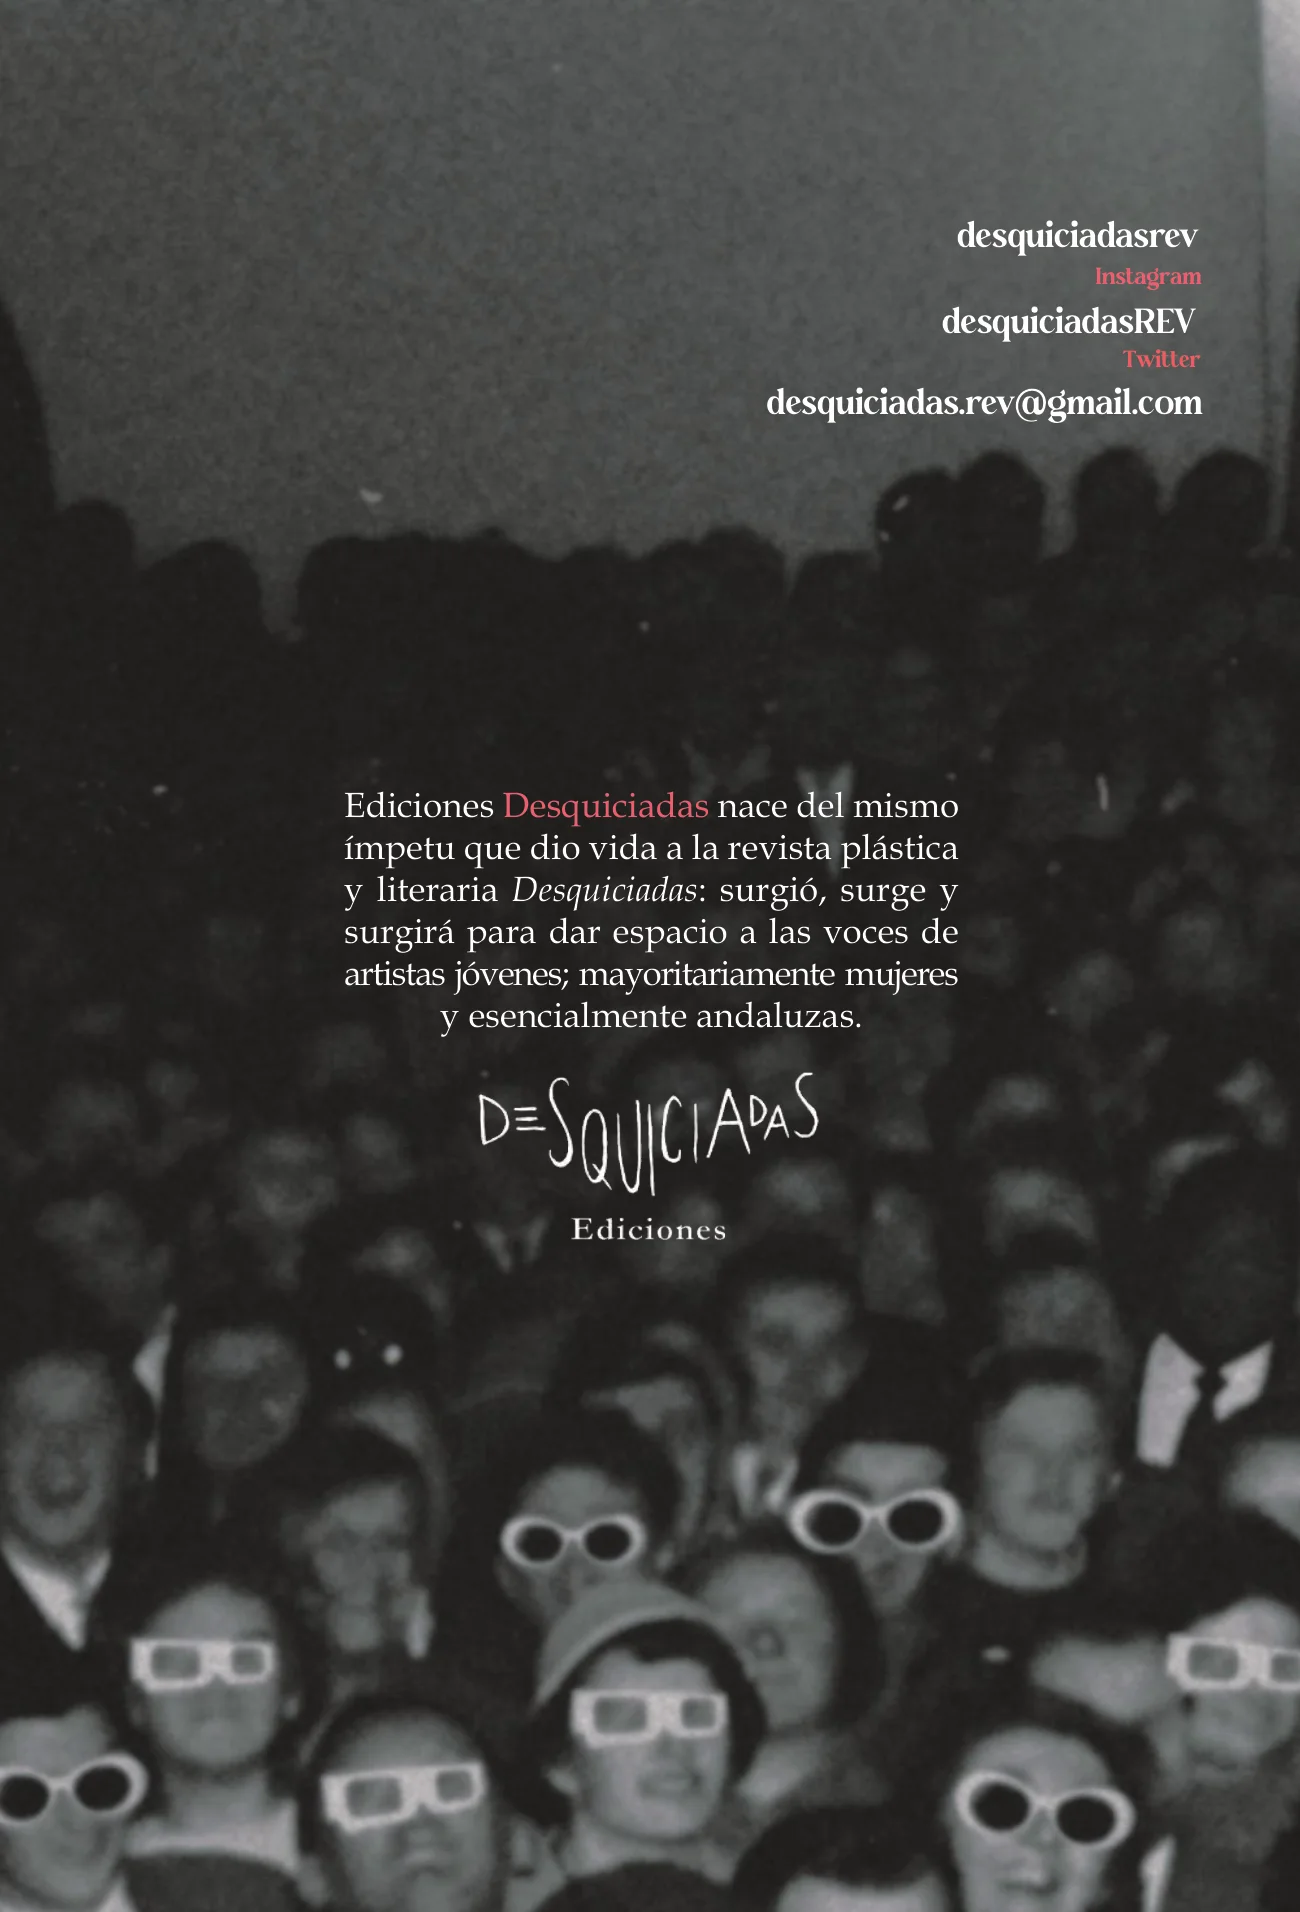 desquiciadasrev
Instagram
desquiciadasREV
Twitter
desquiciadas.rev@gmail.com
Ediciones Desquiciadas nace del mismo
ímpetu que dio vida a la revista plástica
y literaria Desquiciadas: surgió, surge y
surgirá para dar espacio a las voces de
artistas jóvenes; mayoritariamente mujeres
y esencialmente andaluzas.
DESQUICIADAS
Ediciones